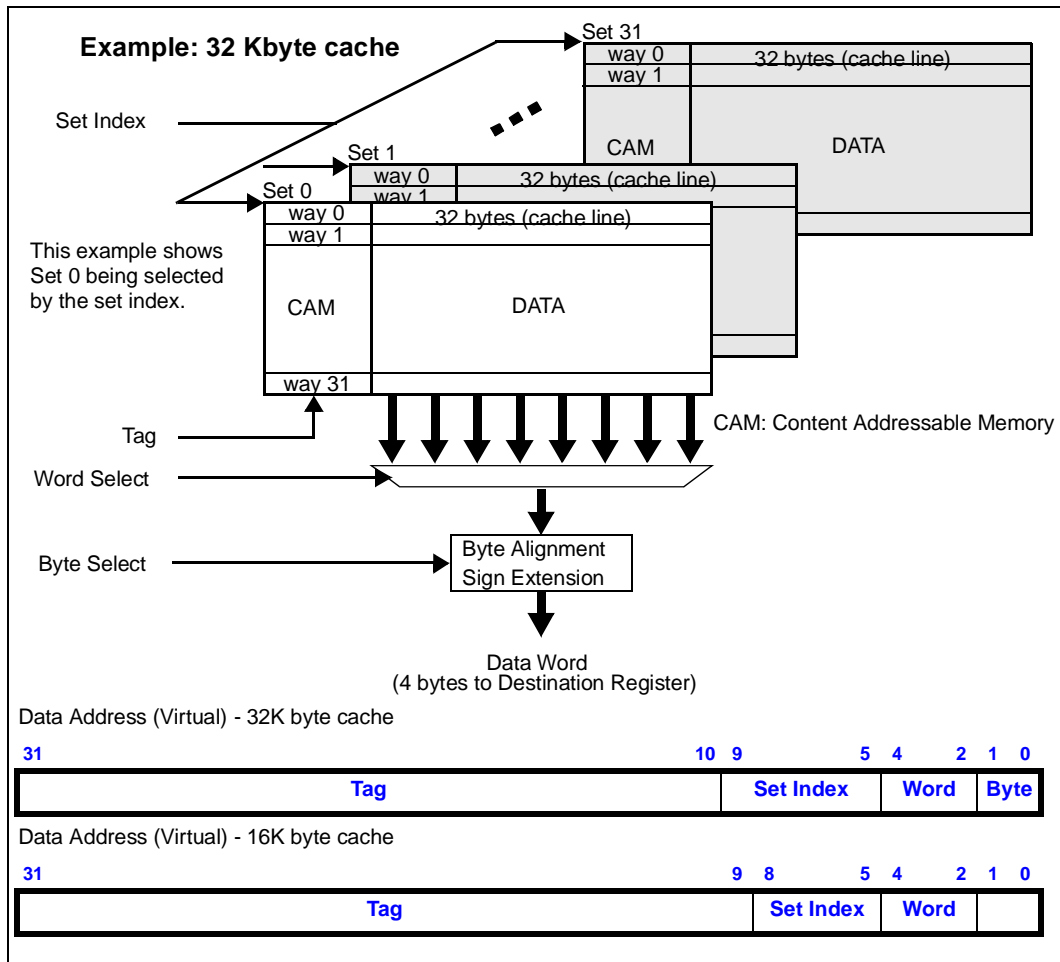 Example: 32 Kbyte cache
Set 31
way 0
32 bytes (cache line)
way 1
CAM
DATA
Set Index
Set 1
way 0
32 bytes (cache line)
way 1
Set 0
way 0
32 bytes (cache line)
way 1
This example shows
Set 0 being selected
by the set index.
CAM
DATA
way 31
CAM: Content Addressable Memory
Tag
Word Select
Byte Select
Byte Alignment
Sign Extension
Data Word
(4 bytes to Destination Register)
Data Address (Virtual) - 32K byte cache
31 10 9 5 4 2 1 0
Tag Set Index Word Byte
Data Address (Virtual) - 16K byte cache
31 9 8 5 4 2 1 0
Tag Set Index Word